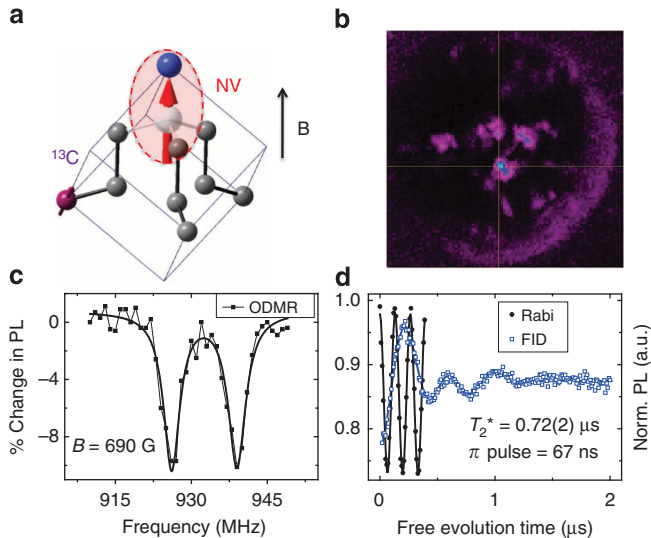 a
NV
B
¹³C
b
c
ODMR
% Change in PL
0
−4
−8
B = 690 G
915
930
945
Frequency (MHz)
d
Rabi
FID
1.0
0.9
0.8
Norm. PL (a.u.)
T₂* = 0.72(2) μs
π pulse = 67 ns
0
1
2
Free evolution time (μs)